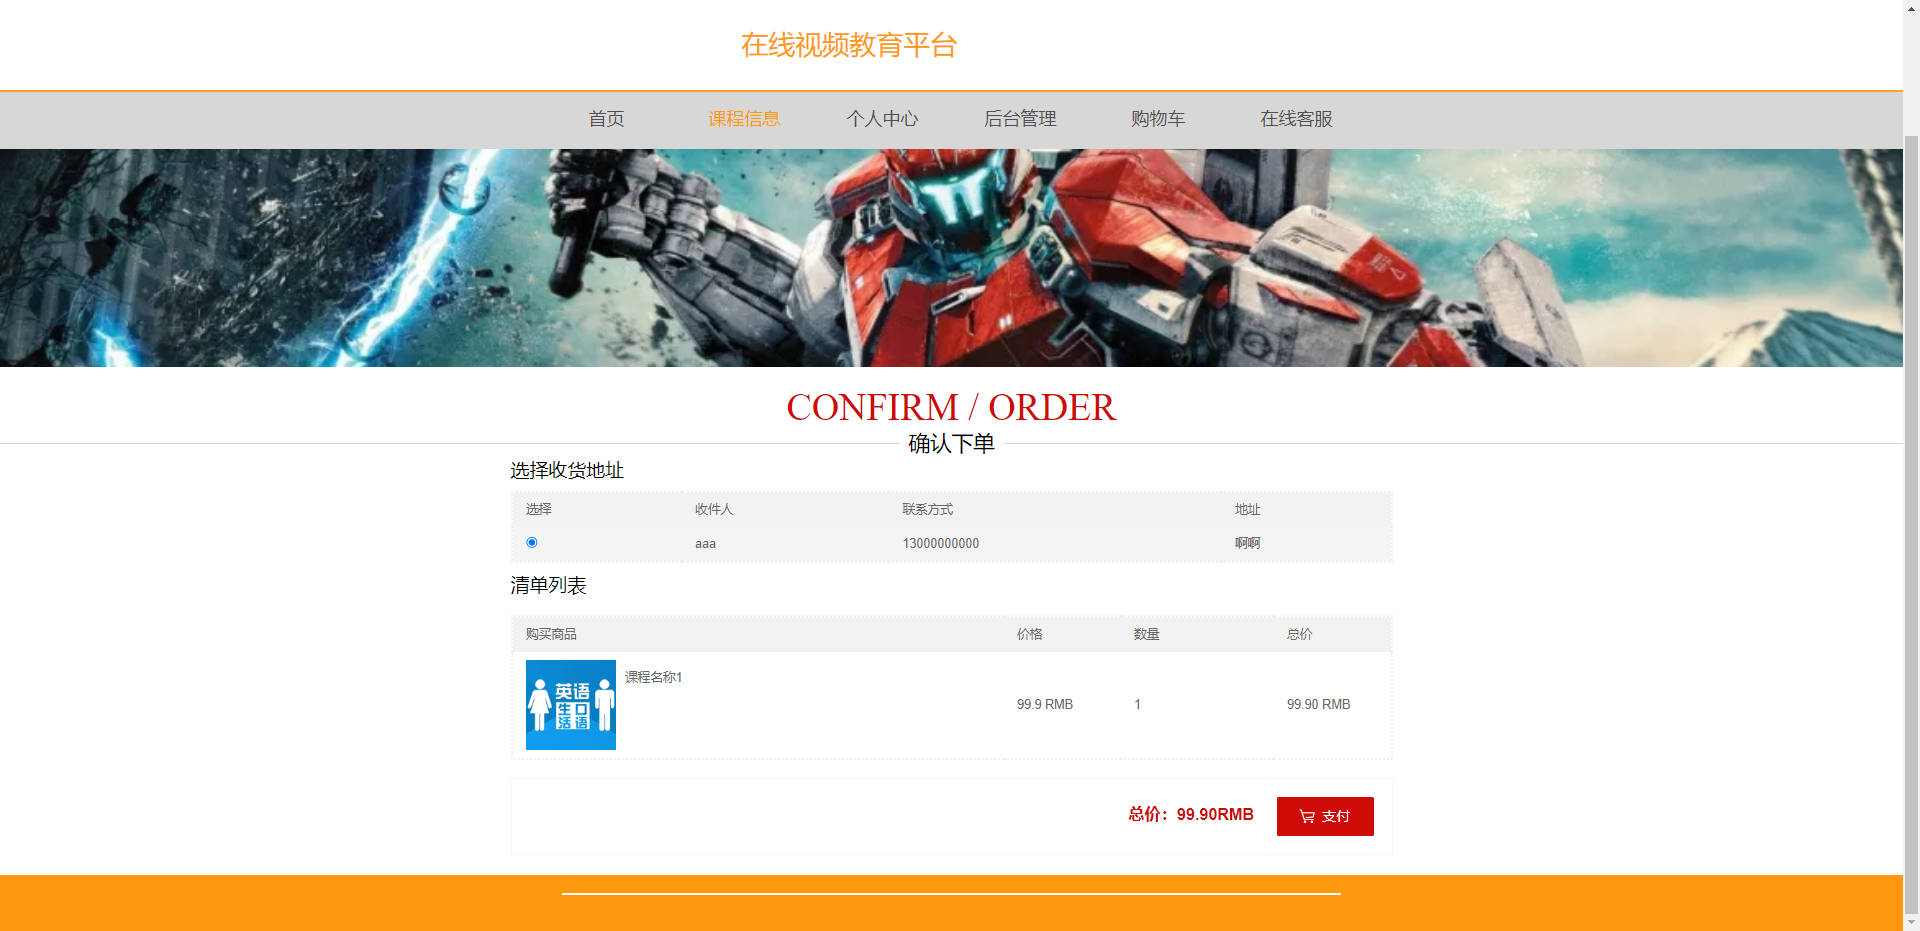 在线视频教育平台
首页 课程信息 个人中心 后台管理 购物车 在线客服
CONFIRM / ORDER
确认下单
选择收货地址
选择 收件人 联系方式 地址
aaa 13000000000 啊啊
清单列表
购买商品 价格 数量 总价
英语
生口
活语
课程名称1
99.9 RMB 1 99.90 RMB
总价：99.90RMB 支付